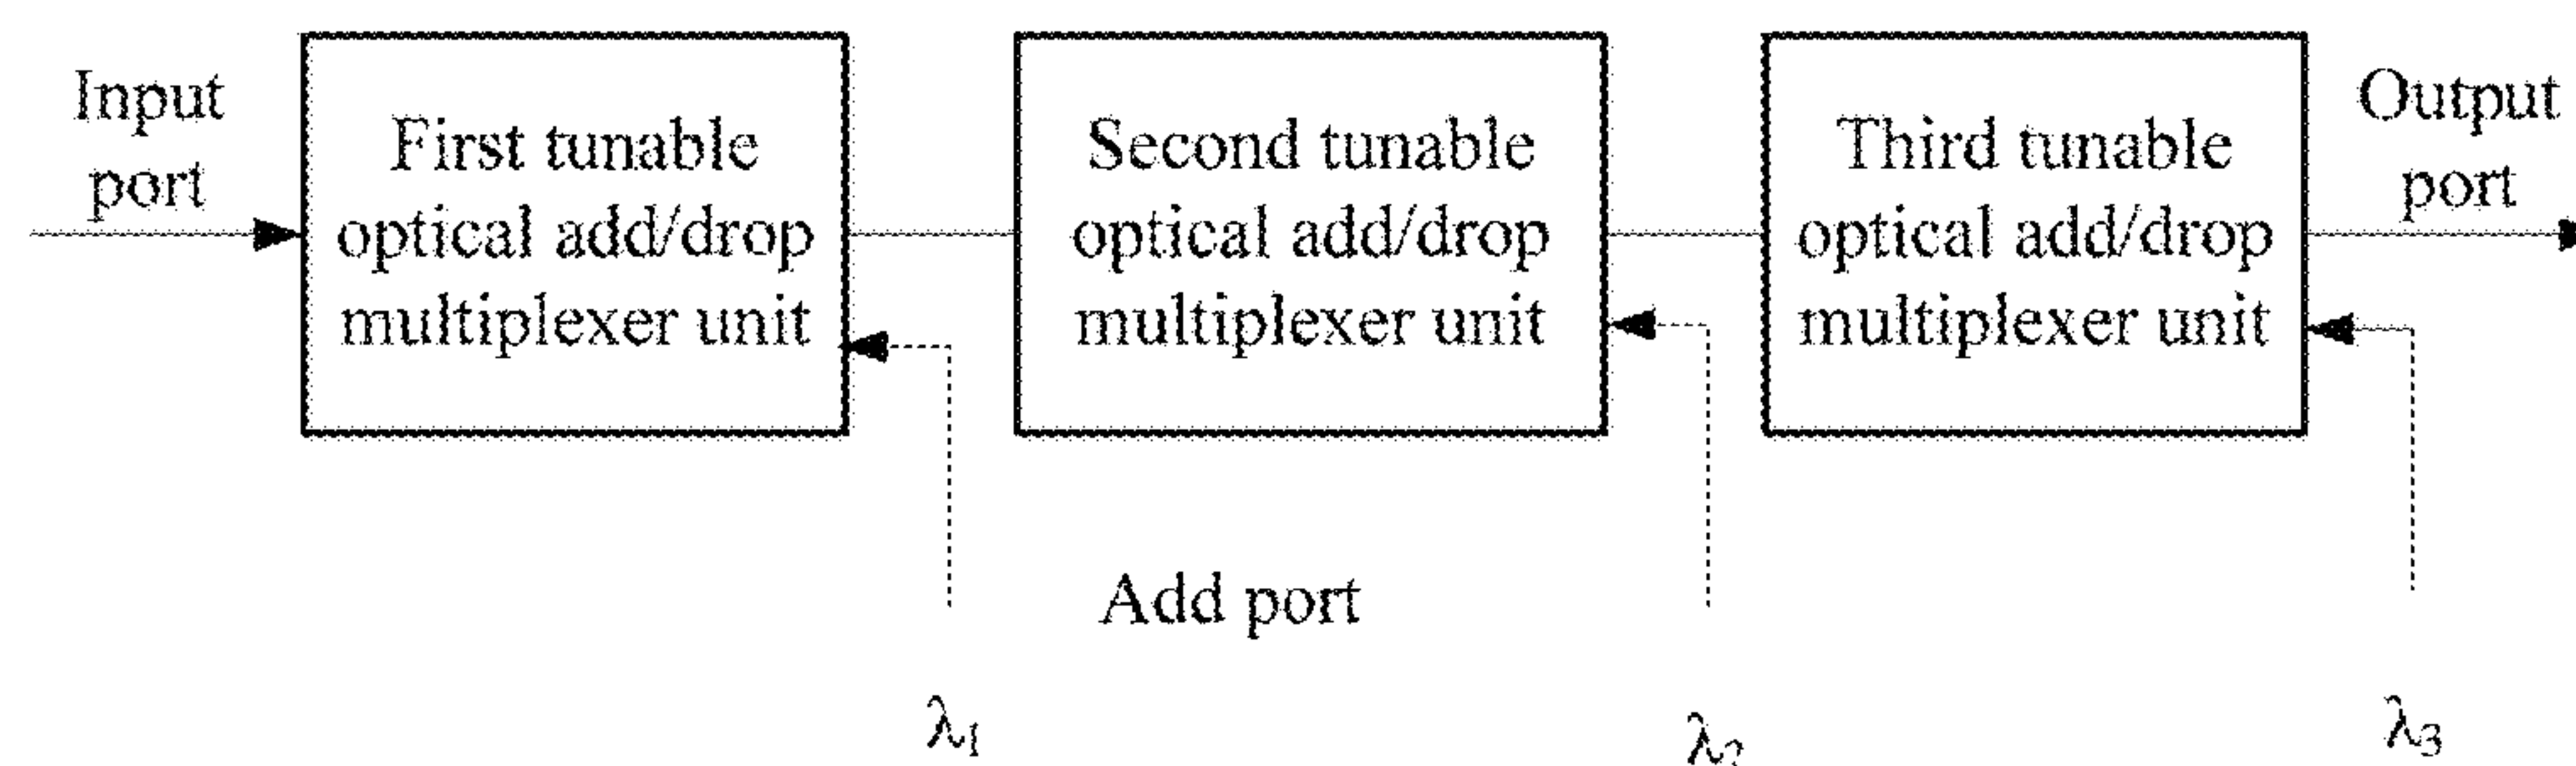 Input
port
First tunable
optical add/drop
multiplexer unit
Second tunable
optical add/drop
multiplexer unit
Third tunable
optical add/drop
multiplexer unit
Output
port
Add port
λ1
λ2
λ3